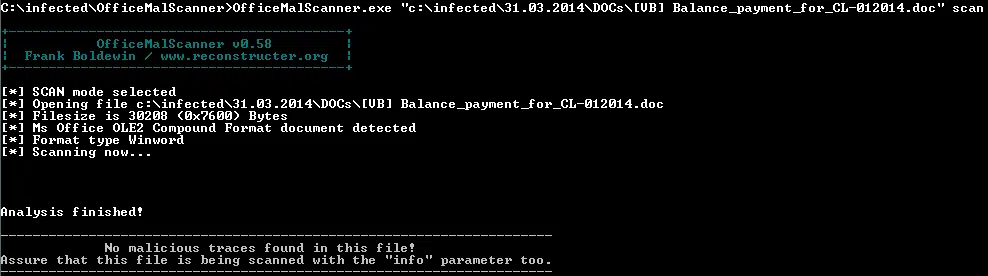 C:\infected\OfficeMalScanner>OfficeMalScanner.exe "c:\infected\31.03.2014\DOCs\[VB] Balance_payment_for_CL-012014.doc" scan
+------------------------------------------+
|           OfficeMalScanner v0.58         |
|  Frank Boldewin / www.reconstructer.org  |
+------------------------------------------+
[*] SCAN mode selected
[*] Opening file c:\infected\31.03.2014\DOCs\[VB] Balance_payment_for_CL-012014.doc
[*] Filesize is 30208 (0x7600) Bytes
[*] Ms Office OLE2 Compound Format document detected
[*] Format type Winword
[*] Scanning now...
Analysis finished!
---------------------------------------------------------------------
No malicious traces found in this file!
Assure that this file is being scanned with the "info" parameter too.
---------------------------------------------------------------------